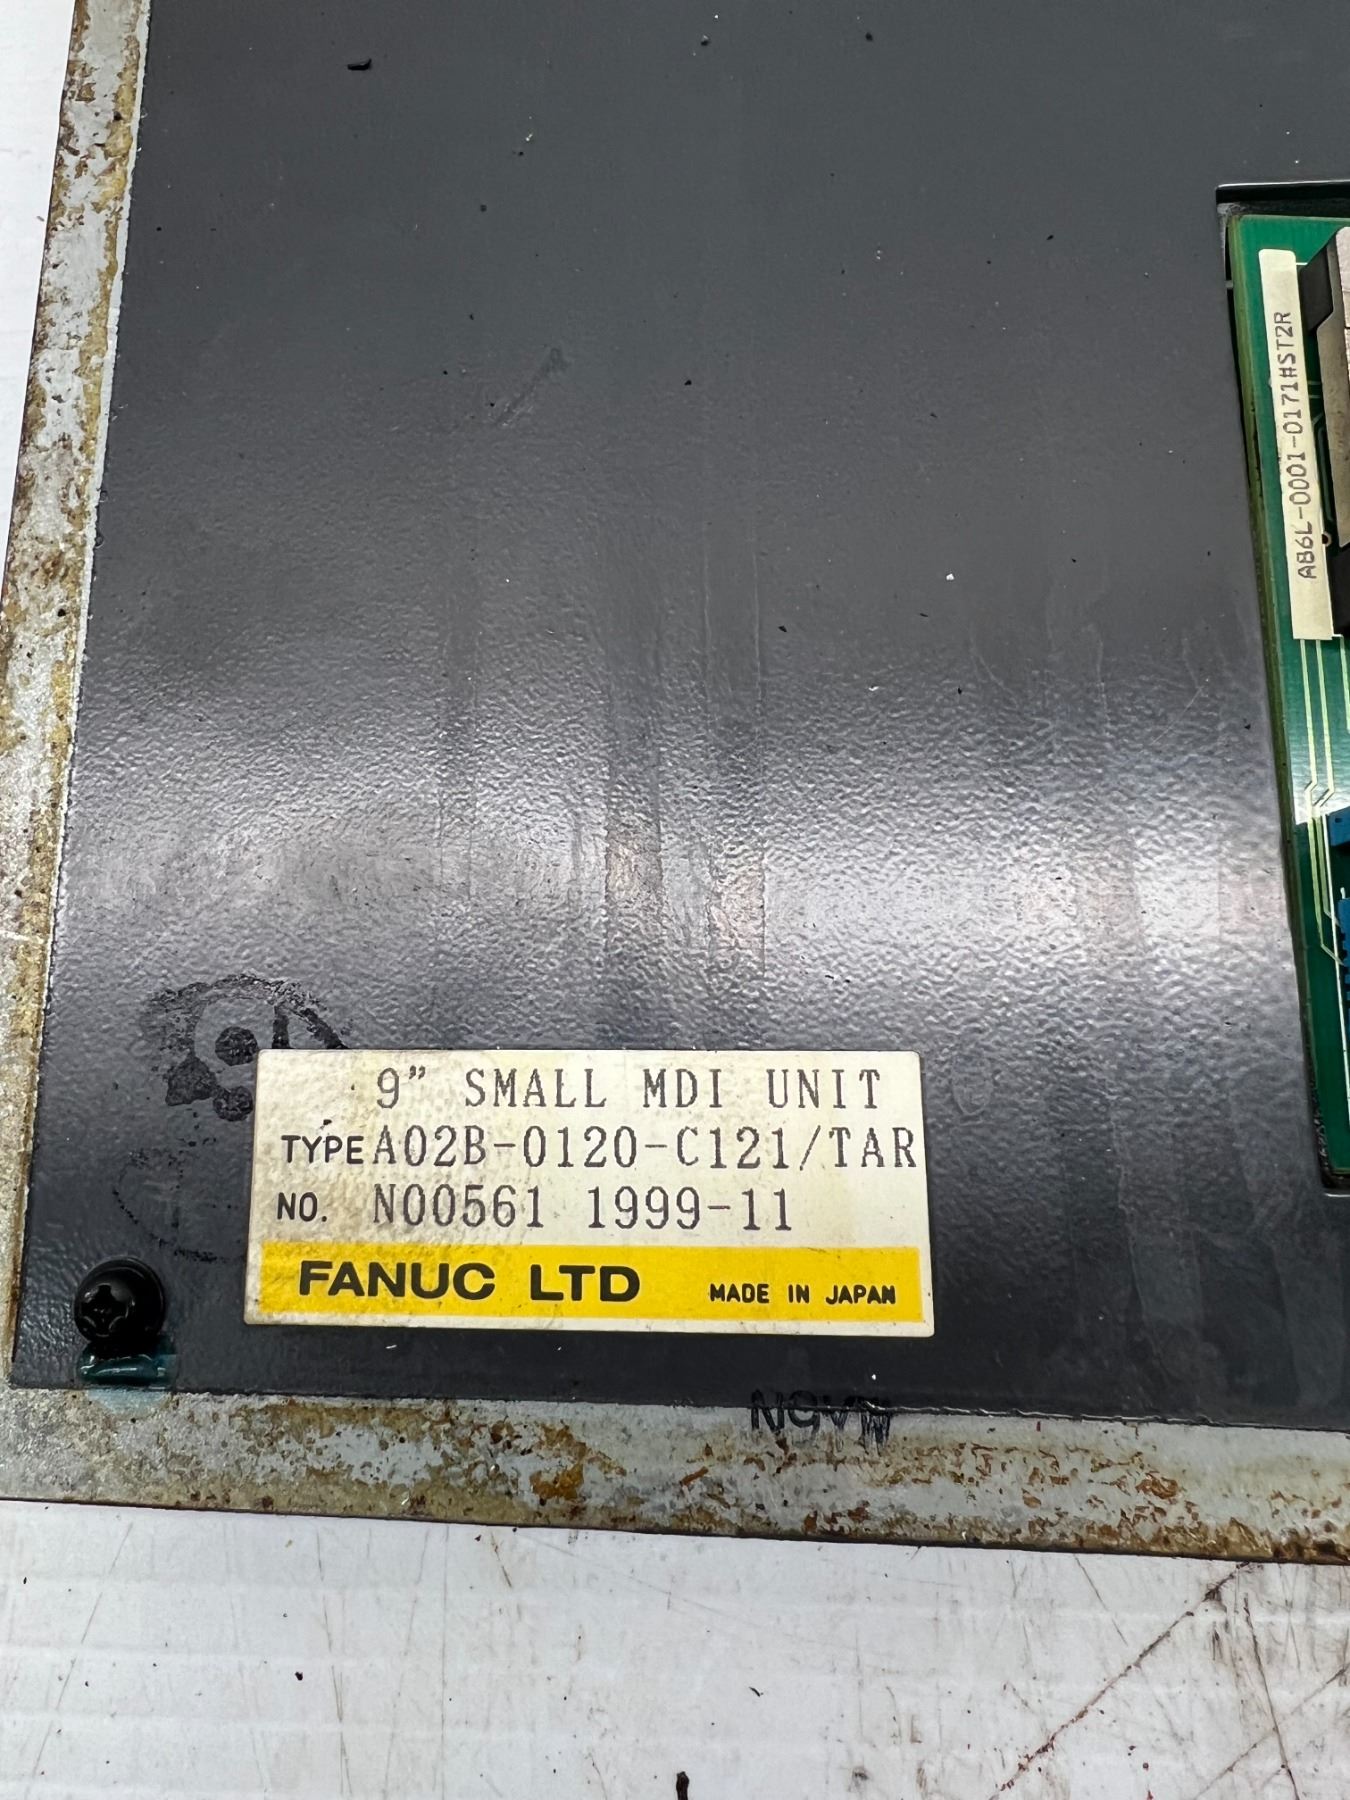 A86L-0001-0171#ST2R
9" SMALL MDI UNIT
TYPE A02B-0120-C121/TAR
NO. N00561 1999-11
FANUC LTD MADE IN JAPAN